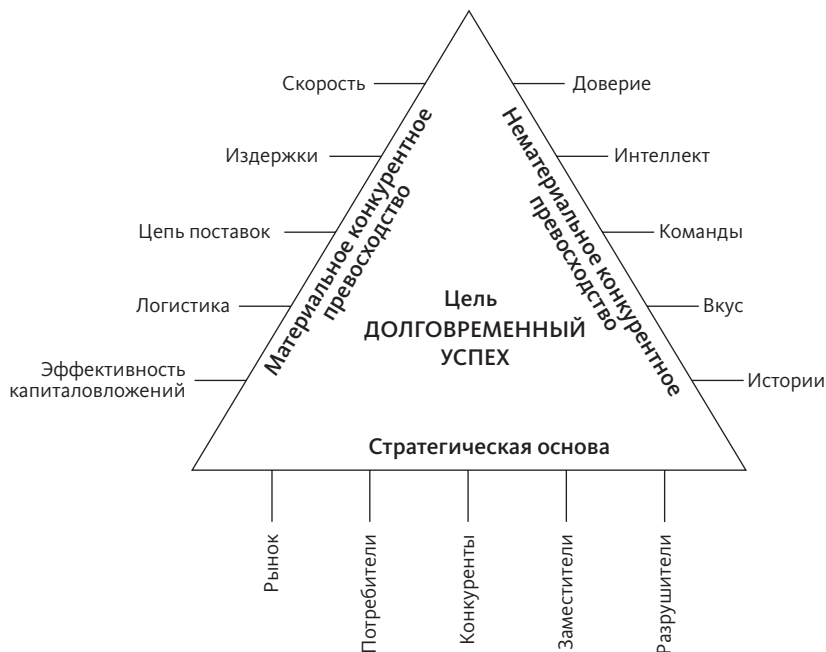 Скорость
Издержки
Цепь поставок
Логистика
Эффективность
капиталовложений
Материальное конкурентное
превосходство
Доверие
Интеллект
Команды
Вкус
Истории
Нематериальное конкурентное
превосходство
Цель
ДОЛГОВРЕМЕННЫЙ
УСПЕХ
Стратегическая основа
Рынок
Потребители
Конкуренты
Заместители
Разрушители